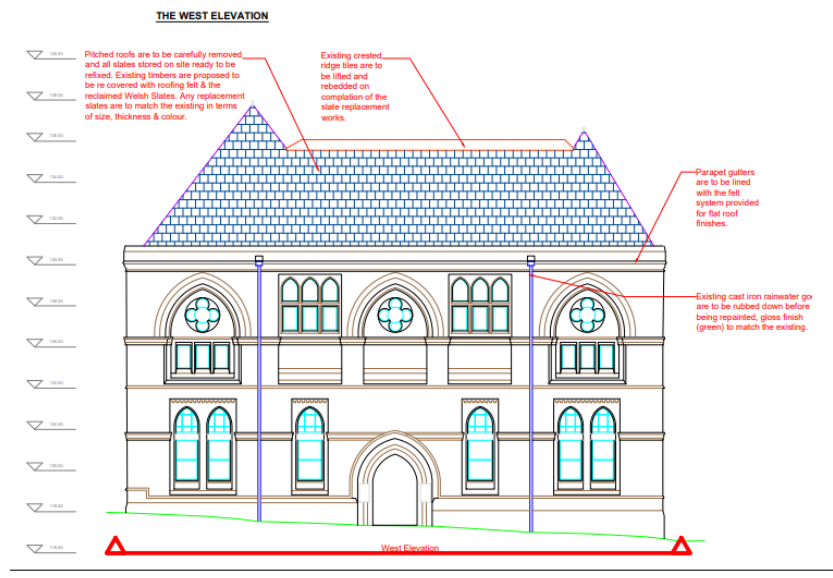 THE WEST ELEVATION
Pitched roofs are to be carefully removed
and all slates stored on site ready to be
refixed. Existing timbers are proposed to
be re covered with roofing felt & the
reclaimed Welsh Slates. Any replacement
slates are to match the existing in terms
of size, thickness & colour.
Existing crested
ridge tiles are to
be lifted and
rebedded on
complation of the
slate replacement
works.
Parapet gutters
are to be lined
with the felt
system provided
for flat roof
finishes.
Existing cast iron rainwater goo
are to be rubbed down before
being repainted, gloss finish
(green) to match the existing.
West Elevation